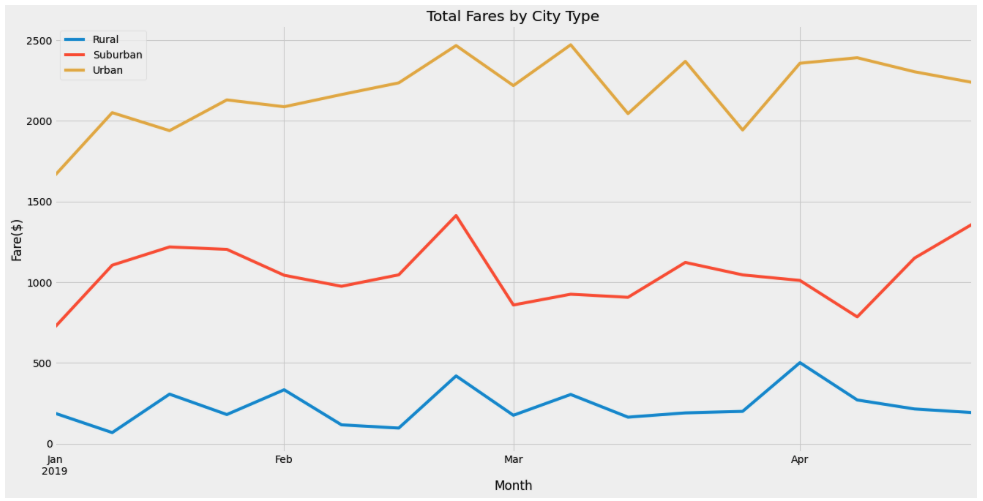 Total Fares by City Type
Rural
Suburban
Urban
2500
2000
1500
1000
500
0
Fare($)
Jan
2019
Feb
Mar
Apr
Month